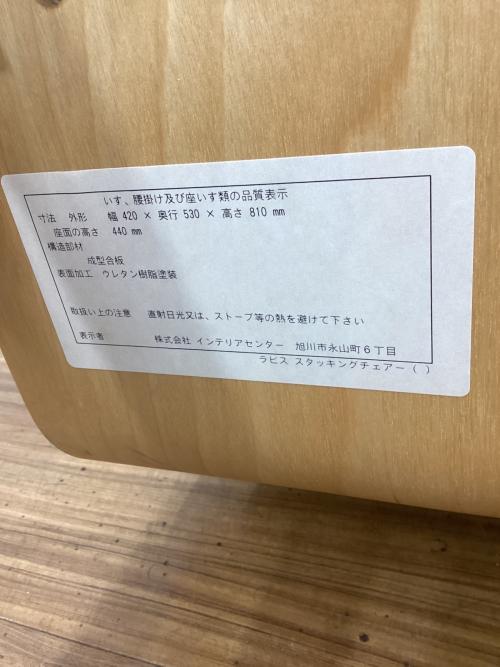 いす、腰掛け及び座いす類の品質表示
寸法 外形 幅 420 × 奥行 530 × 高さ 810 mm
座面の高さ 440 mm
構造部材
成型合板
表面加工 ウレタン樹脂塗装
取扱い上の注意 直射日光又は、ストーブ等の熱を避けて下さい
表示者 株式会社 インテリアセンター 旭川市永山町6丁目
ラピス スタッキングチェアー ( )